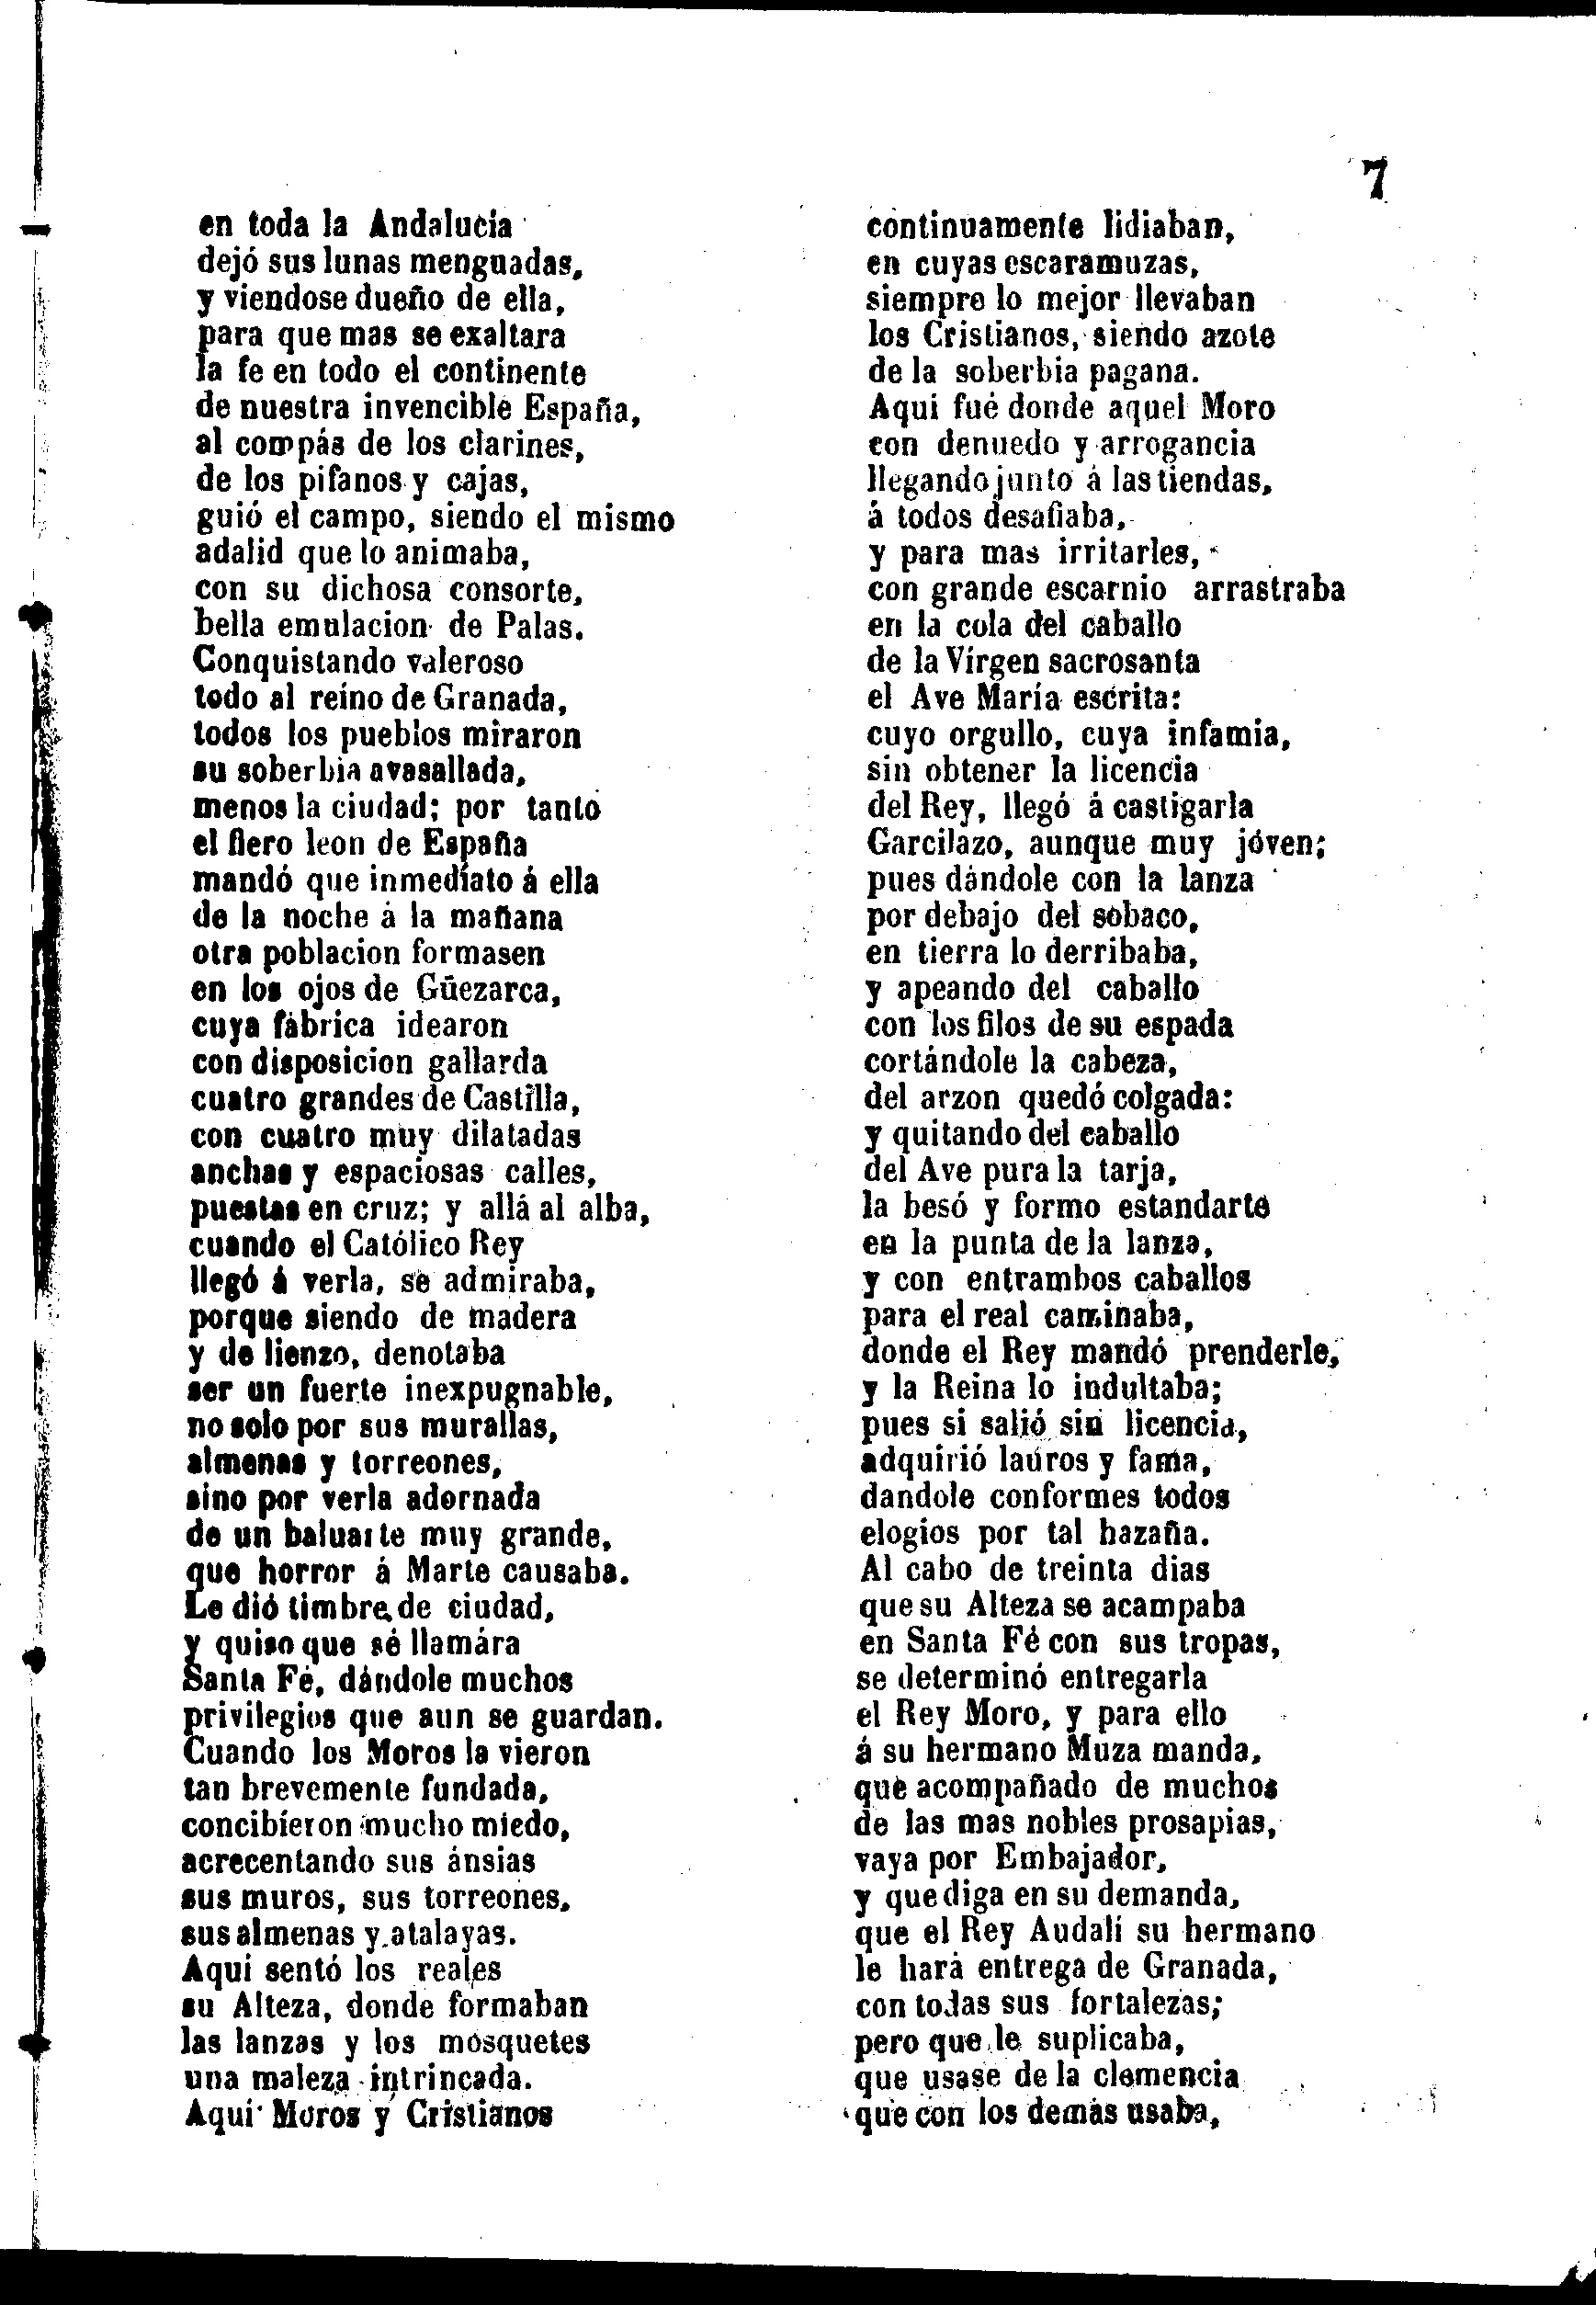 7
en toda la Andalucía
dejó sus lunas menguadas,
y viendose dueño de ella,
para que mas se exaltara
la fe en todo el continente
de nuestra invencible España,
al compás de los clarines,
de los pifanos y cajas,
guió el campo, siendo el mismo
adalid que lo animaba,
con su dichosa consorte,
bella emulacion de Palas.
Conquistando valeroso
todo al reino de Granada,
todos los pueblos miraron
su soberbia avasallada,
menos la ciudad; por tanto
el fiero leon de España
mandó que inmediato á ella
de la noche á la mañana
otra poblacion formasen
en los ojos de Güezarca,
cuya fábrica idearon
con disposicion gallarda
cuatro grandes de Castilla,
con cuatro muy dilatadas
anchas y espaciosas calles,
puestas en cruz; y allá al alba,
cuando el Católico Rey
llegó á verla, se admiraba,
porque siendo de madera
y de lienzo, denotaba
ser un fuerte inexpugnable,
no solo por sus murallas,
almenas y torreones,
sino por verla adornada
de un baluarte muy grande,
que horror á Marte causaba.
Le dió timbre de ciudad,
y quiso que sé llamára
Santa Fé, dándole muchos
privilegios que aun se guardan.
Cuando los Moros la vieron
tan brevemente fundada,
concibieron mucho miedo,
acrecentando sus ánsias
sus muros, sus torreones,
sus almenas y atalayas.
Aqui sentó los reales
su Alteza, donde formaban
las lanzas y los mosquetes
una maleza intrincada.
Aqui Moros y Cristianos
continuamente lidiaban,
en cuyas escaramuzas,
siempre lo mejor llevaban
los Cristianos, siendo azote
de la soberbia pagana.
Aqui fué donde aquel Moro
con denuedo y arrogancia
llegando junto á las tiendas,
á todos desafiaba,
y para mas irritarles,
con grande escarnio arrastraba
en la cola del caballo
de la Vírgen sacrosanta
el Ave María escrita:
cuyo orgullo, cuya infamia,
sin obtener la licencia
del Rey, llegó á castigarla
Garcilazo, aunque muy jóven;
pues dándole con la lanza
por debajo del sobaco,
en tierra lo derribaba,
y apeando del caballo
con los filos de su espada
cortándole la cabeza,
del arzon quedó colgada:
y quitando del caballo
del Ave pura la tarja,
la besó y formo estandarte
en la punta de la lanza,
y con entrambos caballos
para el real caminaba,
donde el Rey mandó prenderle,
y la Reina lo indultaba;
pues si salió sin licencia,
adquirió lauros y fama,
dandole conformes todos
elogios por tal hazaña.
Al cabo de treinta dias
que su Alteza se acampaba
en Santa Fé con sus tropas,
se determinó entregarla
el Rey Moro, y para ello
á su hermano Muza manda,
que acompañado de muchos
de las mas nobles prosapias,
vaya por Embajador,
y que diga en su demanda,
que el Rey Audalí su hermano
le hará entrega de Granada,
con todas sus fortalezas;
pero que le suplicaba,
que usase de la clemencia
que con los demás usaba,